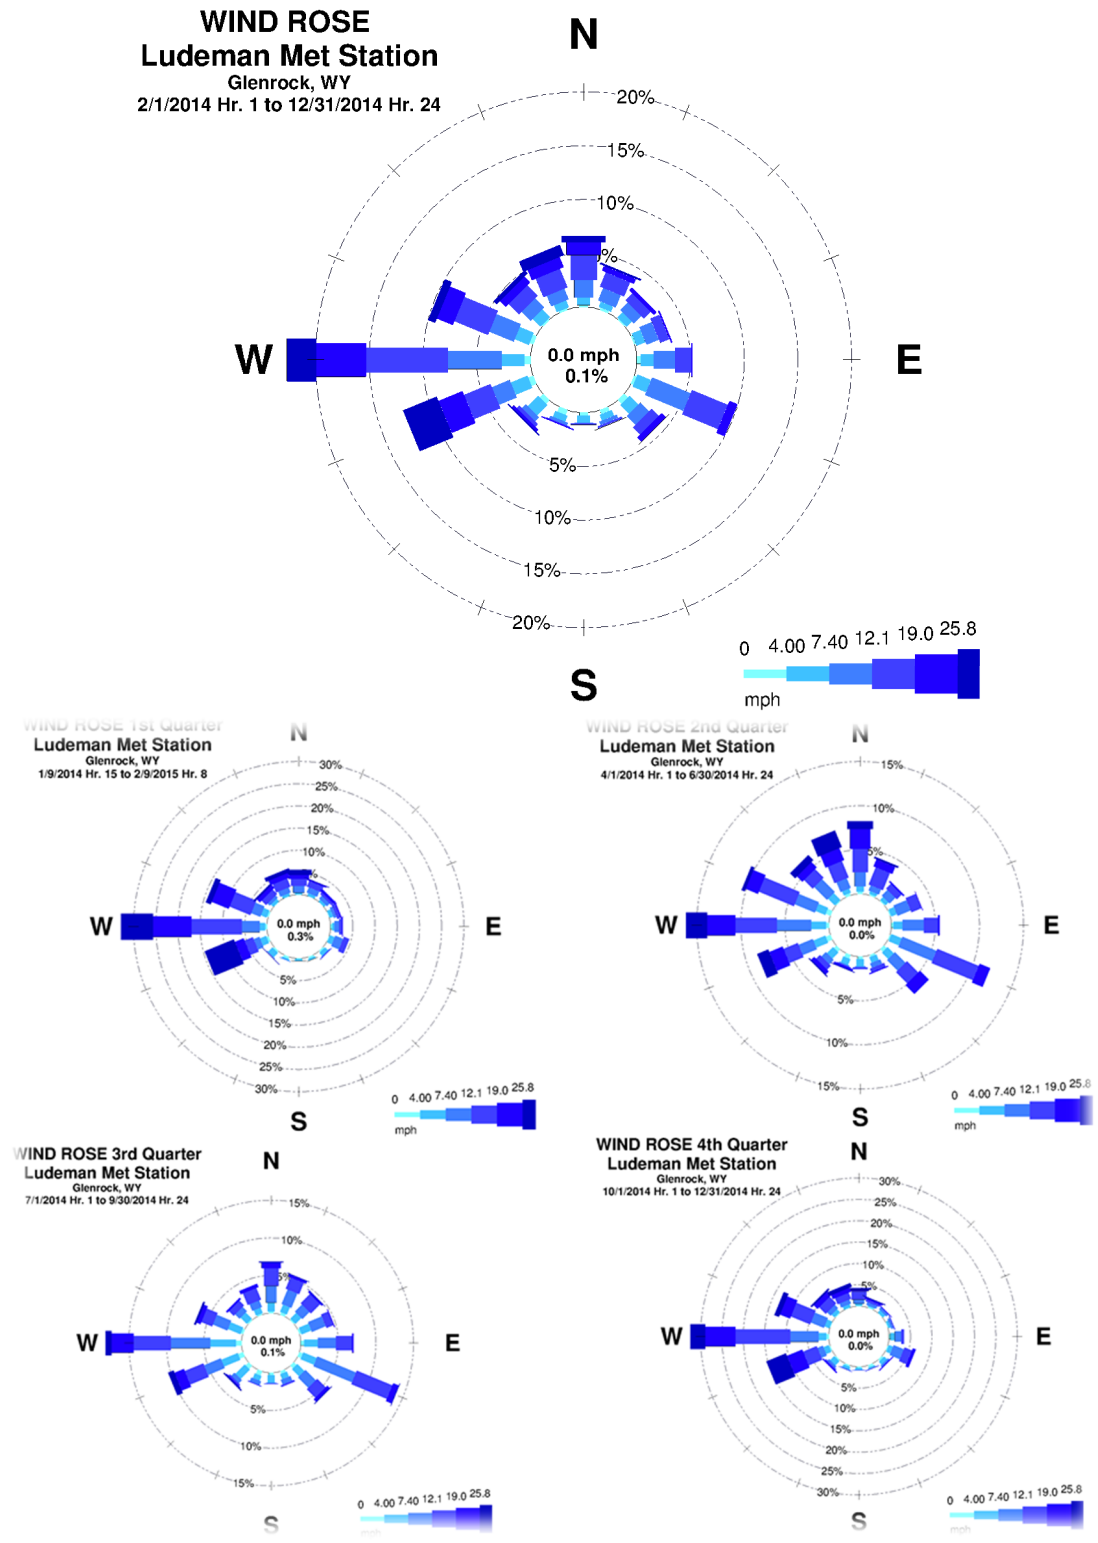 WIND ROSE
Ludeman Met Station
Glenrock, WY
2/1/2014 Hr. 1 to 12/31/2014 Hr. 24
N
20%
15%
10%
%
W
0.0 mph
0.1%
E
5%
10%
15%
20%
S
0 4.00 7.40 12.1 19.0 25.8
mph
WIND ROSE 1st Quarter
Ludeman Met Station
Glenrock, WY
1/9/2014 Hr. 15 to 2/9/2015 Hr. 8
N
30%
25%
20%
15%
10%
%
W
0.0 mph
0.3%
E
5%
10%
15%
20%
25%
30%
S
0 4.00 7.40 12.1 19.0 25.8
mph
WIND ROSE 2nd Quarter
Ludeman Met Station
Glenrock, WY
4/1/2014 Hr. 1 to 6/30/2014 Hr. 24
N
15%
10%
5%
W
0.0 mph
0.0%
E
5%
10%
15%
S
0 4.00 7.40 12.1 19.0 25.8
mph
WIND ROSE 3rd Quarter
Ludeman Met Station
Glenrock, WY
7/1/2014 Hr. 1 to 9/30/2014 Hr. 24
N
15%
10%
5%
W
0.0 mph
0.1%
E
5%
10%
15%
S
0 4.00 7.40 12.1 19.0 25.8
mph
WIND ROSE 4th Quarter
Ludeman Met Station
Glenrock, WY
10/1/2014 Hr. 1 to 12/31/2014 Hr. 24
N
30%
25%
20%
15%
10%
5%
W
0.0 mph
0.0%
E
5%
10%
15%
20%
25%
30%
S
0 4.00 7.40 12.1 19.0 25.8
mph